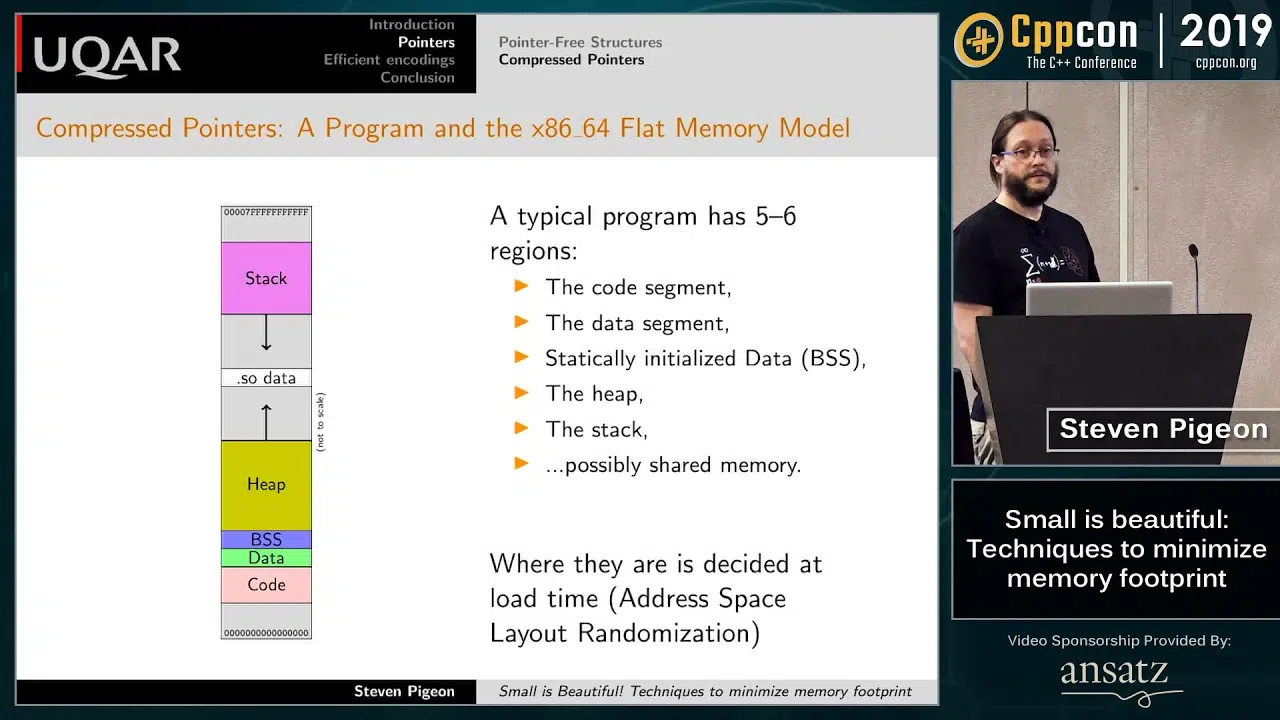 UQAR
Introduction
Pointers
Efficient encodings
Conclusion
Pointer-Free Structures
Compressed Pointers
Compressed Pointers: A Program and the x86_64 Flat Memory Model
00007FFFFFFFFFFF
Stack
.so data
(not to scale)
Heap
BSS
Data
Code
0000000000000000
A typical program has 5–6
regions:
The code segment,
The data segment,
Statically initialized Data (BSS),
The heap,
The stack,
...possibly shared memory.
Where they are is decided at
load time (Address Space
Layout Randomization)
Steven Pigeon
Small is Beautiful! Techniques to minimize memory footprint
Cppcon
The C++ Conference
2019
cppcon.org
Steven Pigeon
Small is beautiful:
Techniques to minimize
memory footprint
Video Sponsorship Provided By:
ansatz